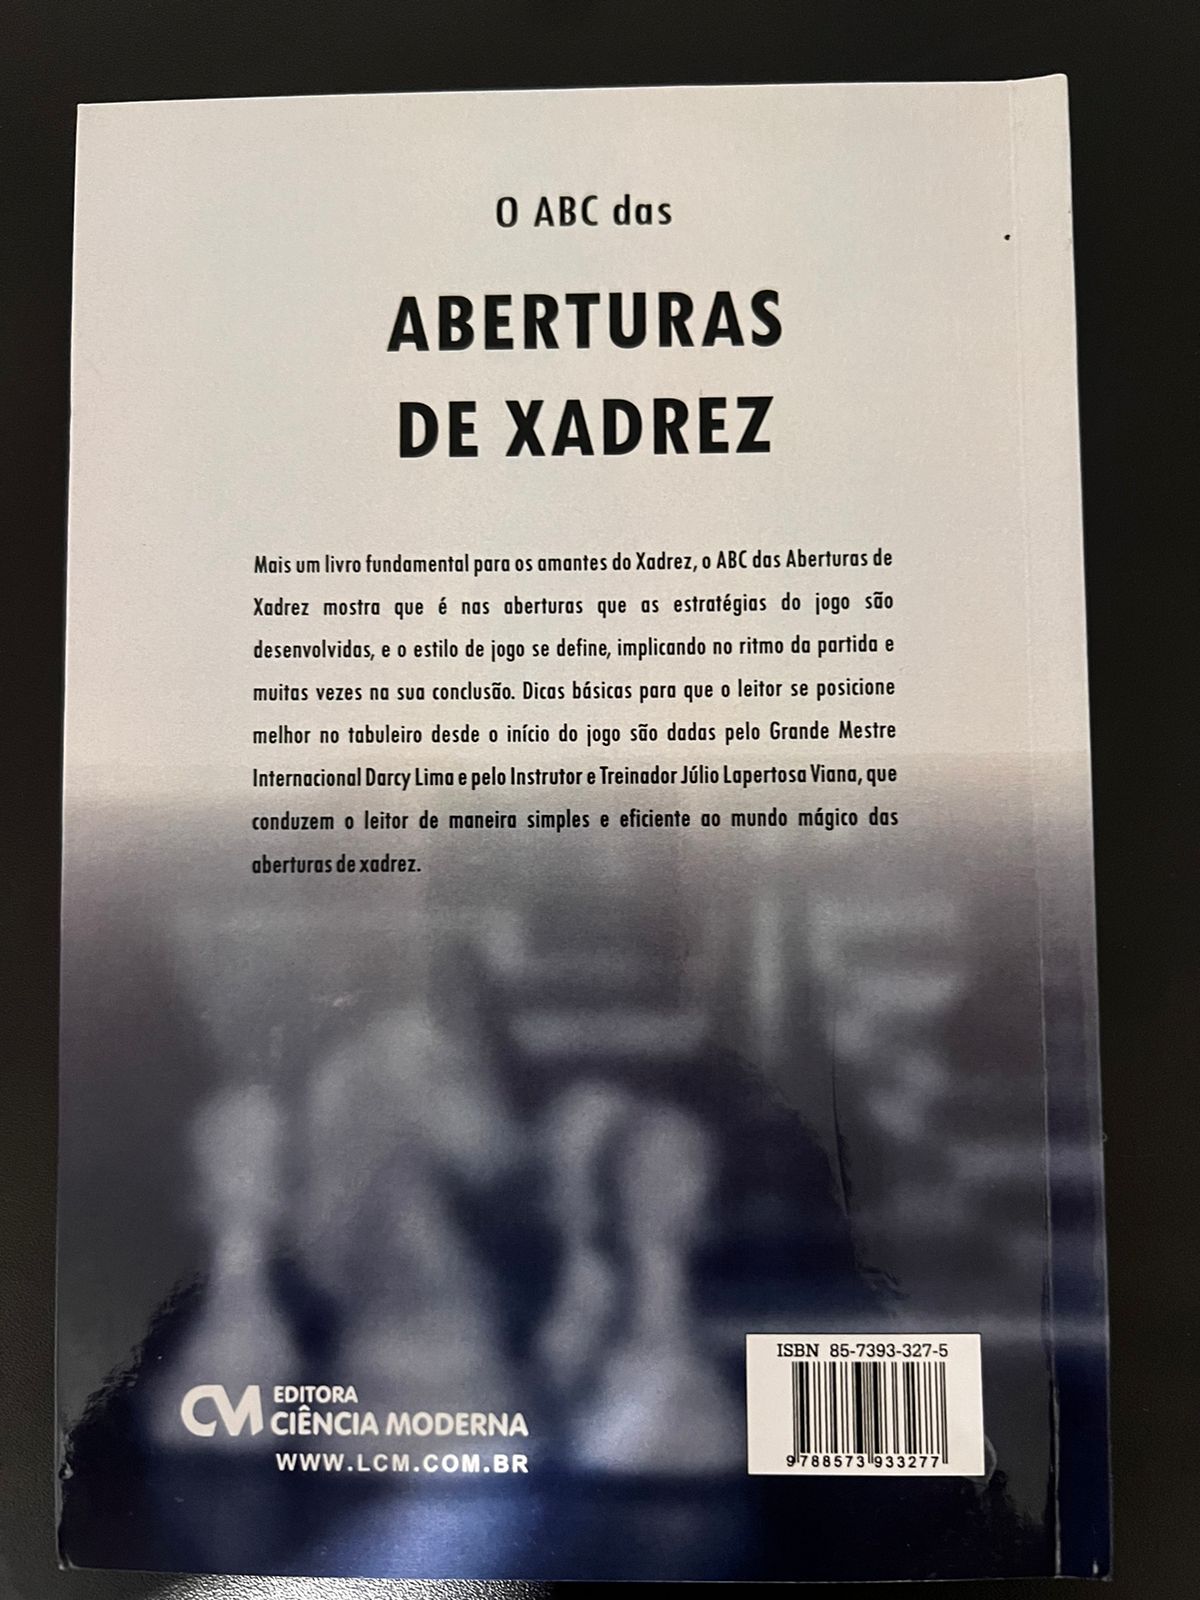 O ABC das
ABERTURAS
DE XADREZ
Mais um livro fundamental para os amantes do Xadrez, o ABC das Aberturas de
Xadrez mostra que é nas aberturas que as estratégias do jogo são
desenvolvidas, e o estilo de jogo se define, implicando no ritmo da partida e
muitas vezes na sua conclusão. Dicas básicas para que o leitor se posicione
melhor no tabuleiro desde o início do jogo são dadas pelo Grande Mestre
Internacional Darcy Lima e pelo Instrutor e Treinador Júlio Lapertosa Viana, que
conduzem o leitor de maneira simples e eficiente ao mundo mágico das
aberturas de xadrez.
CM EDITORA
CIÊNCIA MODERNA
WWW.LCM.COM.BR
ISBN 85-7393-327-5
9788573933277